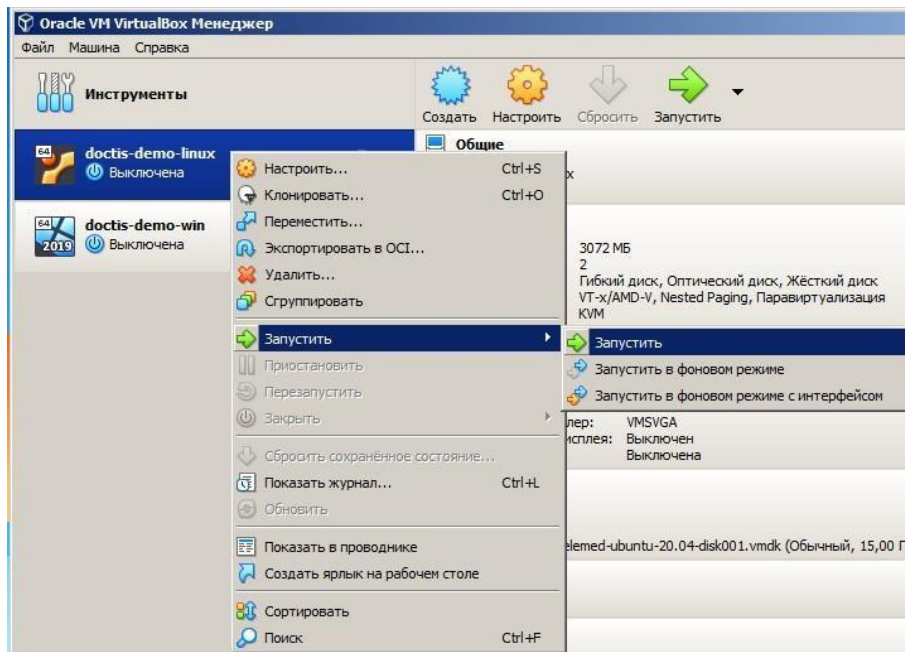 Oracle VM VirtualBox Менеджер
Файл Машина Справка
Инструменты
Создать Настроить Сбросить Запустить
64
doctis-demo-linux
Выключена
64
2019
doctis-demo-win
Выключена
Общие
x
3072 МБ
2
Гибкий диск, Оптический диск, Жёсткий диск
VT-x/AMD-V, Nested Paging, Паравиртуализация
KVM
Настроить... Ctrl+S
Клонировать... Ctrl+O
Переместить...
Экспортировать в OCI...
Удалить...
Сгруппировать
Запустить
Приостановить
Перезапустить
Закрыть
Сбросить сохранённое состояние...
Показать журнал... Ctrl+L
Обновить
Показать в проводнике
Создать ярлык на рабочем столе
Сортировать
Поиск Ctrl+F
Запустить
Запустить в фоновом режиме
Запустить в фоновом режиме с интерфейсом
лер: VMSVGA
исплея: Выключен
Выключена
elemed-ubuntu-20.04-disk001.vmdk (Обычный, 15,00 Г